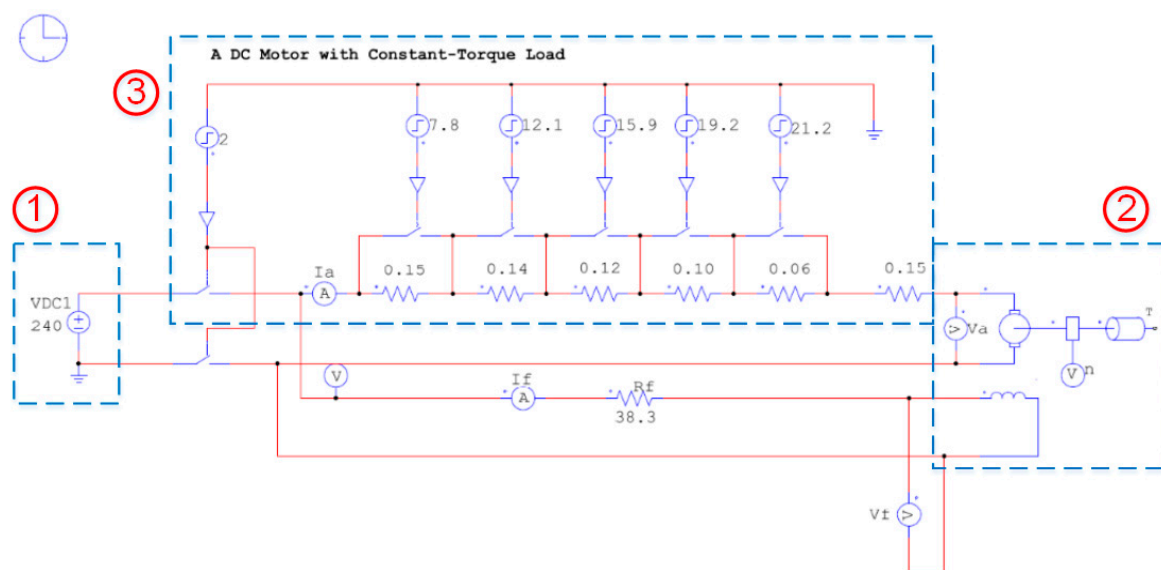 A DC Motor with Constant-Torque Load
③
2
7.8
12.1
15.9
19.2
21.2
①
②
VDC1
240
Ia
A
0.15
0.14
0.12
0.10
0.06
0.15
V
Va
T
V
n
V
If
A
Rf
38.3
Vf
V